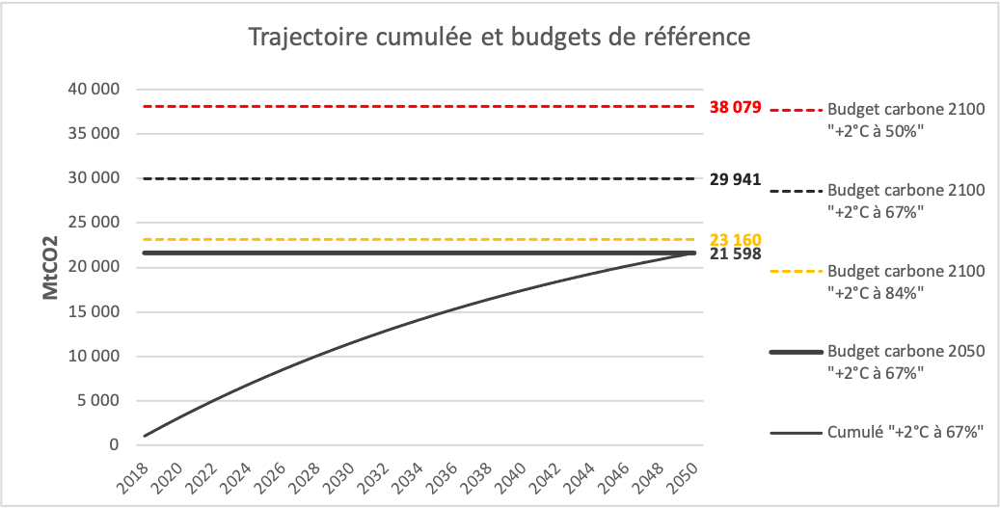 Trajectoire cumulée et budgets de référence
MtCO2
40 000
35 000
30 000
25 000
20 000
15 000
10 000
5 000
0
38 079
29 941
23 160
21 598
2018
2020
2022
2024
2026
2028
2030
2032
2034
2036
2038
2040
2042
2044
2046
2048
2050
Budget carbone 2100
"+2°C à 50%"
Budget carbone 2100
"+2°C à 67%"
Budget carbone 2100
"+2°C à 84%"
Budget carbone 2050
"+2°C à 67%"
Cumulé "+2°C à 67%"